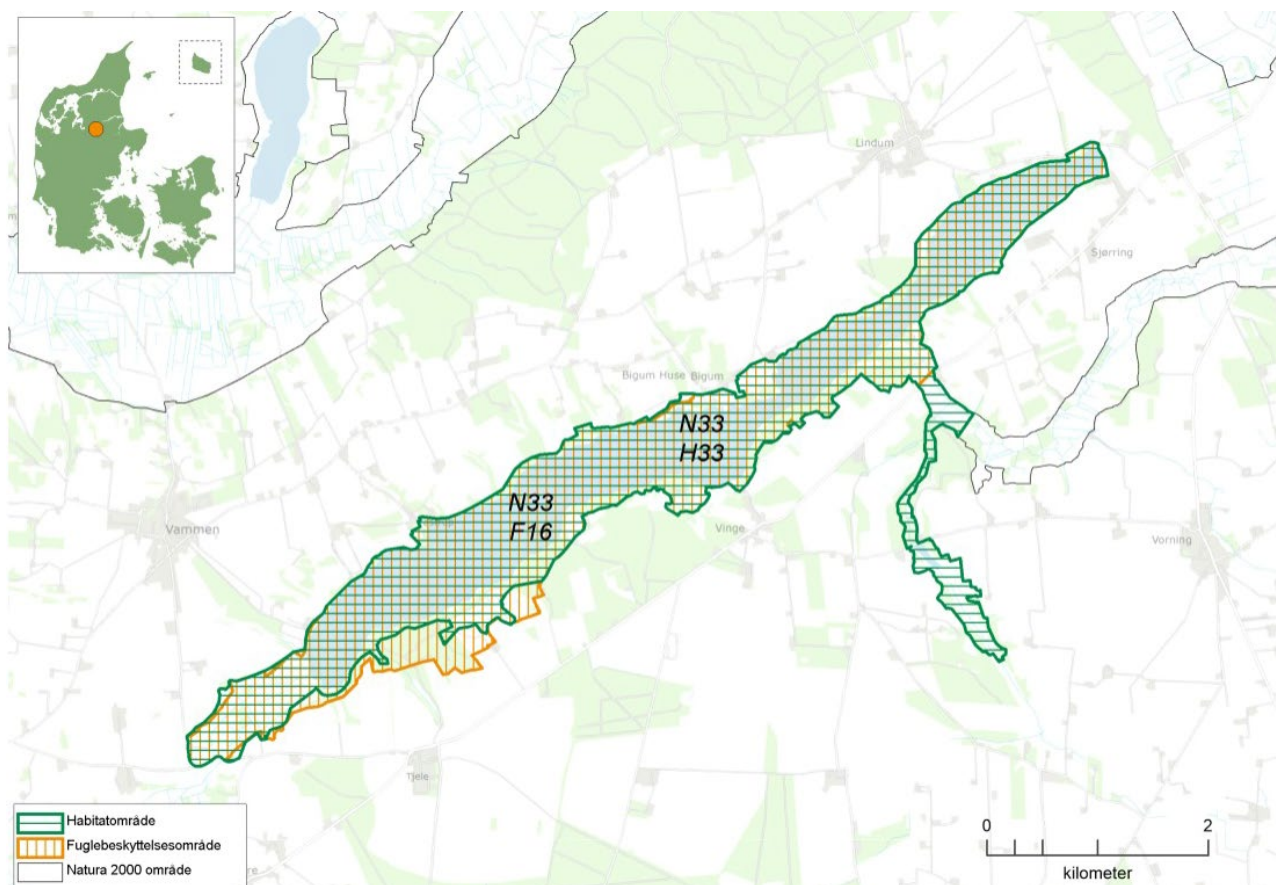 Lindum
Sjørring
Bigum Huse Bigum
N33
H33
N33
F16
Vammen
Vinge
Vorning
Tjele
Habitatområde
Fuglebeskyttelsesområde
Natura 2000 område
0 2
kilometer